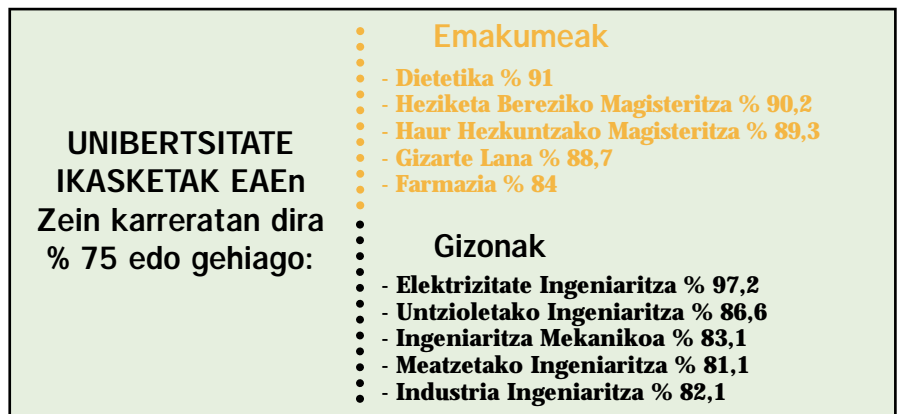 UNIBERTSITATE
IKASKETAK EAEn
Zein karreratan dira
% 75 edo gehiago:
Emakumeak
- Dietetika % 91
- Heziketa Bereziko Magisteritza % 90,2
- Haur Hezkuntzako Magisteritza % 89,3
- Gizarte Lana % 88,7
- Farmazia % 84
Gizonak
- Elektrizitate Ingeniaritza % 97,2
- Untzioletako Ingeniaritza % 86,6
- Ingeniaritza Mekanikoa % 83,1
- Meatzetako Ingeniaritza % 81,1
- Industria Ingeniaritza % 82,1